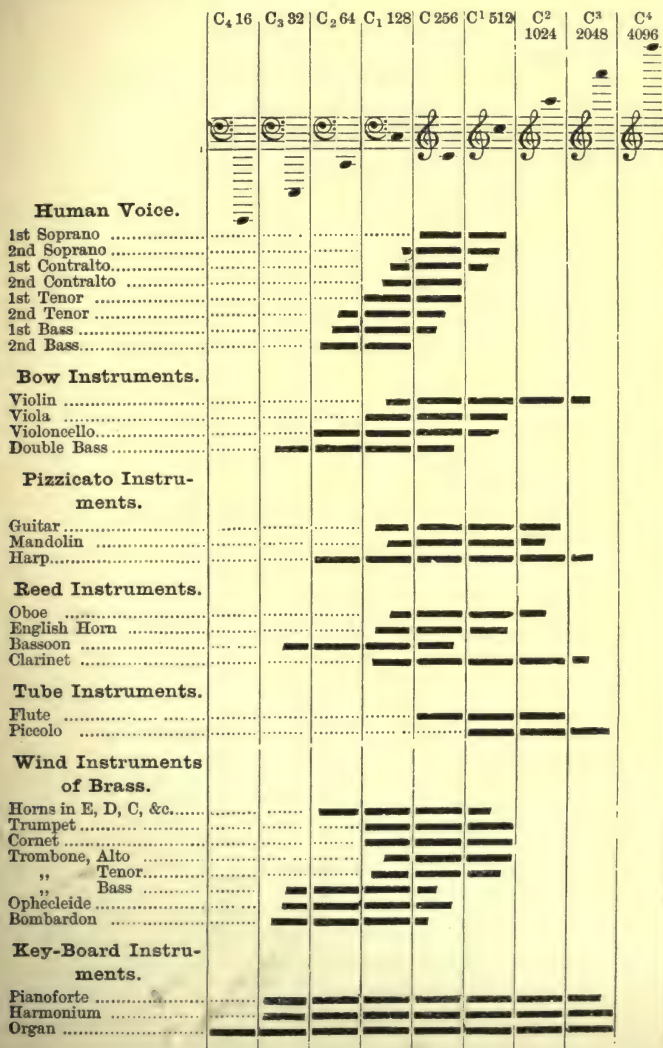 C₄ 16 C₃ 32 C₂ 64 C₁ 128 C 256 C¹ 512 C² C³ C⁴
1024 2048 4096
Human Voice.
1st Soprano
2nd Soprano
1st Contralto
2nd Contralto
1st Tenor
2nd Tenor
1st Bass
2nd Bass
Bow Instruments.
Violin
Viola
Violoncello
Double Bass
Pizzicato Instru-
ments.
Guitar
Mandolin
Harp
Reed Instruments.
Oboe
English Horn
Bassoon
Clarinet
Tube Instruments.
Flute
Piccolo
Wind Instruments
of Brass.
Horns in E, D, C, &c.
Trumpet
Cornet
Trombone, Alto
„ Tenor
„ Bass
Ophecleide
Bombardon
Key-Board Instru-
ments.
Pianoforte
Harmonium
Organ